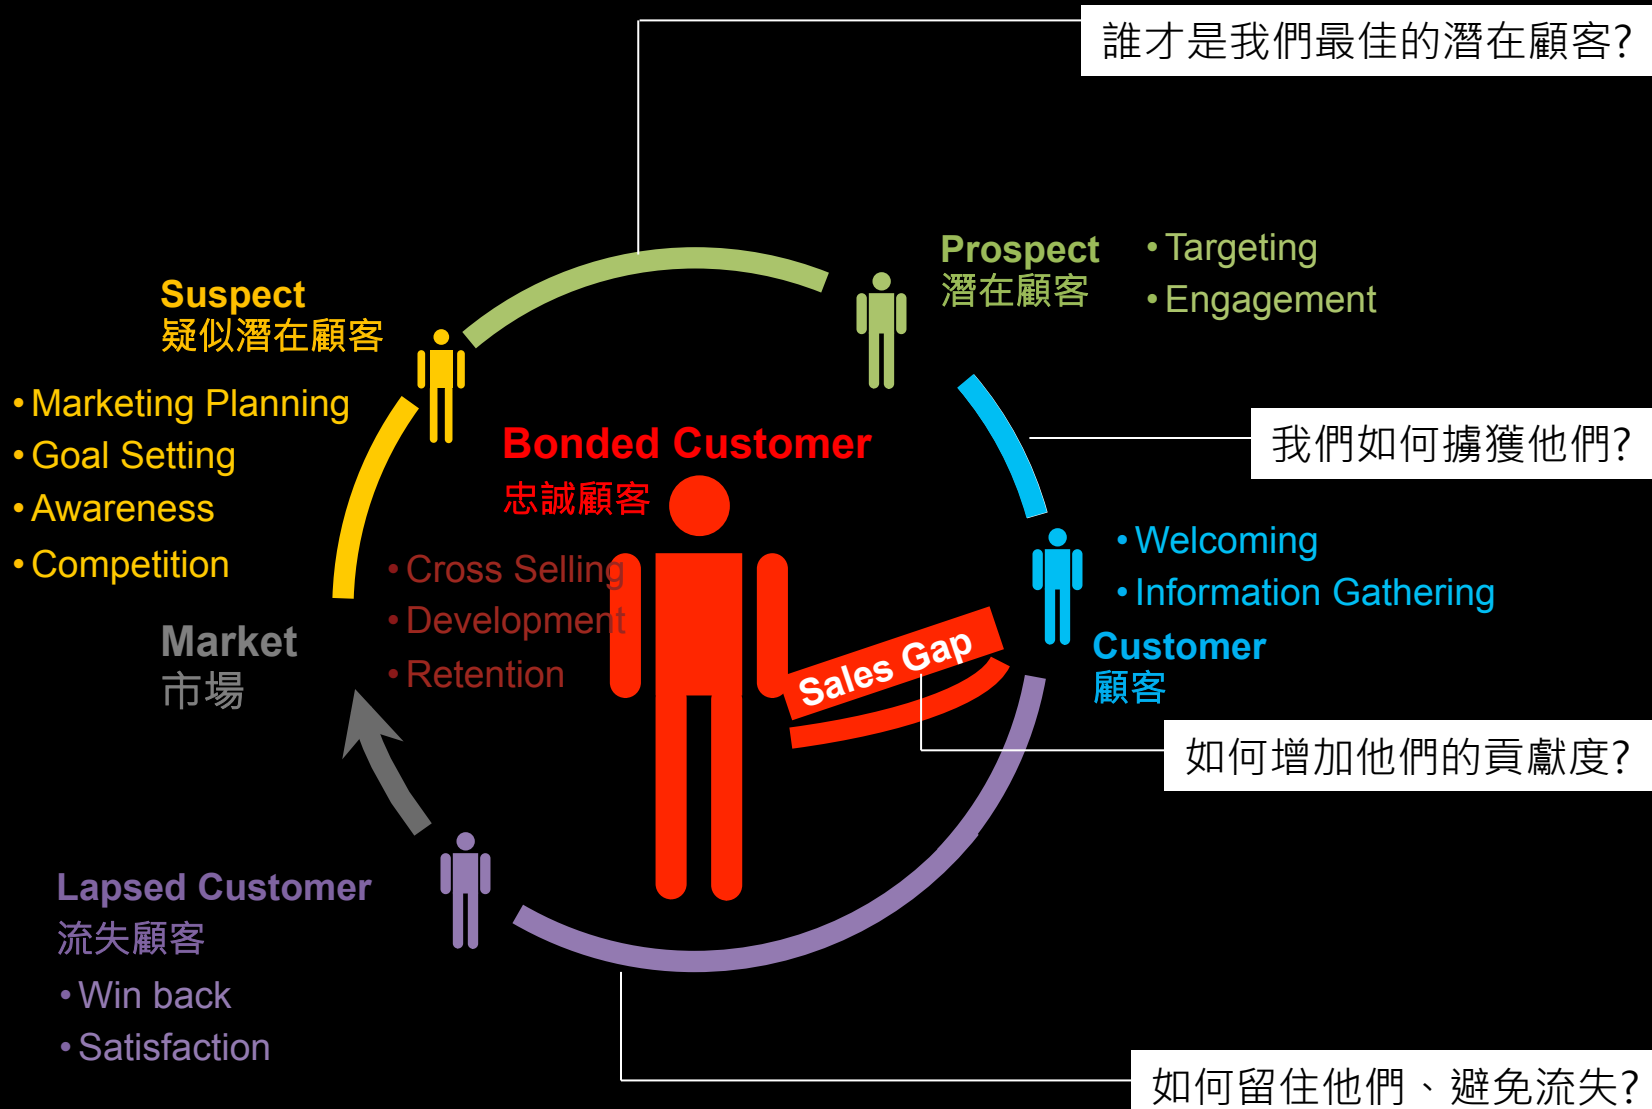 誰才是我們最佳的潛在顧客?
Prospect
潛在顧客
• Targeting
• Engagement
Suspect
疑似潛在顧客
• Marketing Planning
• Goal Setting
• Awareness
• Competition
我們如何擄獲他們?
Bonded Customer
忠誠顧客
• Cross Selling
• Development
• Retention
• Welcoming
• Information Gathering
Customer
顧客
Market
市場
Sales Gap
如何增加他們的貢獻度?
Lapsed Customer
流失顧客
• Win back
• Satisfaction
如何留住他們、避免流失?